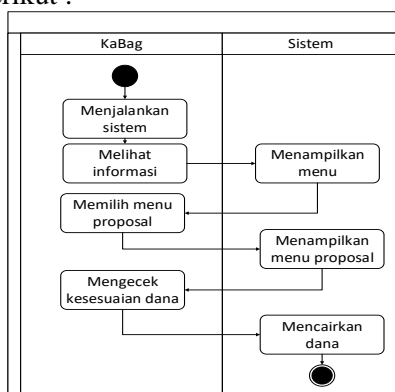 KaBag
Sistem
Menjalankan
sistem
Melihat
informasi
Menampilkan
menu
Memilih menu
proposal
Menampilkan
menu proposal
Mengecek
kesesuaian dana
Mencairkan
dana